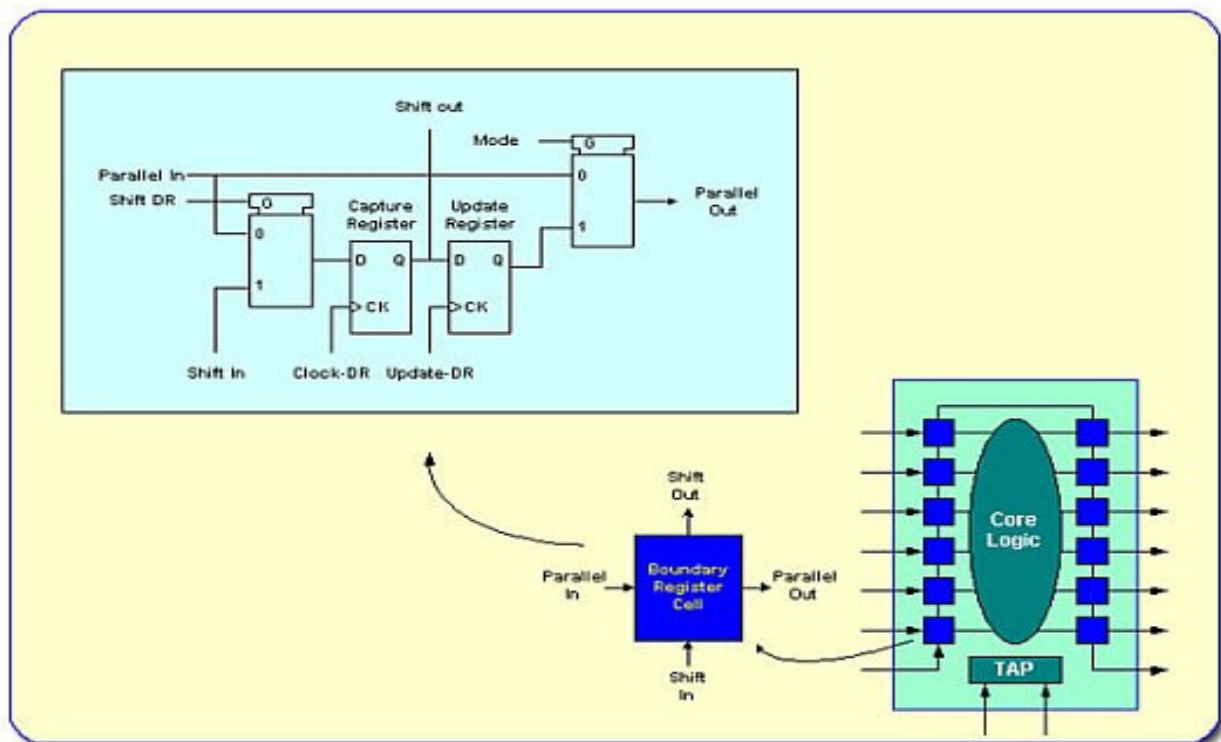 Shift out
Mode
G
Parallel In
0
Shift DR
G
Capture
Register
Update
Register
Parallel
Out
0
1
D Q
D Q
1
CK
CK
Shift In
Clock-DR
Update-DR
Shift
Out
Parallel
In
Boundary
Register
Cell
Parallel
Out
Shift
In
Core
Logic
TAP